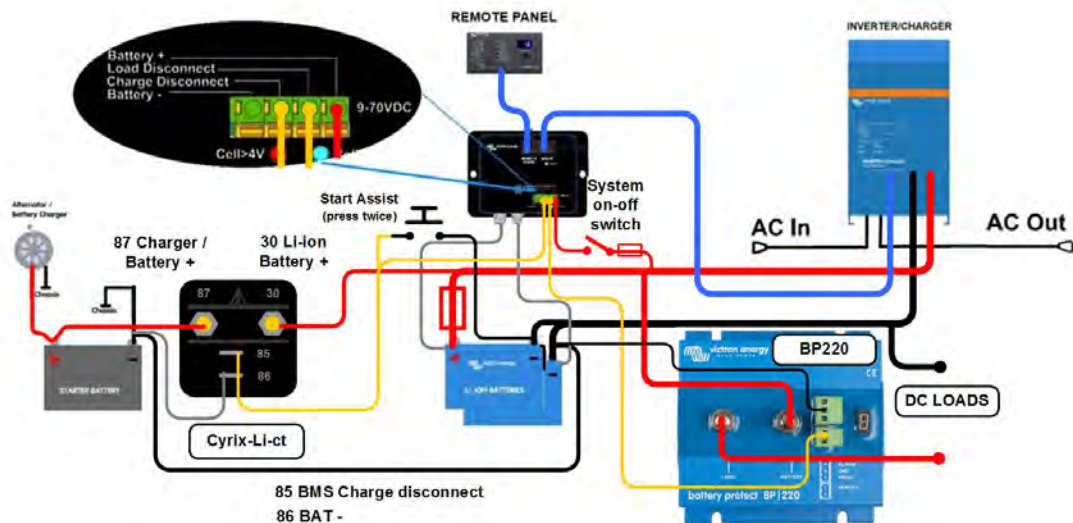 REMOTE PANEL
INVERTER/CHARGER
Battery +
Load Disconnect
Charge Disconnect
Battery -
9-70VDC
Cell>4V
Start Assist
(press twice)
System
on-off
switch
AC In
AC Out
Alternator /
Battery Charger
87 Charger /
Battery +
30 Li-ion
Battery +
Chassis
Chassis
87
30
85
86
STARTER BATTERY
LI-ION BATTERIES
victron energy
BP220
DC LOADS
Cyrix-Li-ct
battery protect BP|220
85 BMS Charge disconnect
86 BAT -